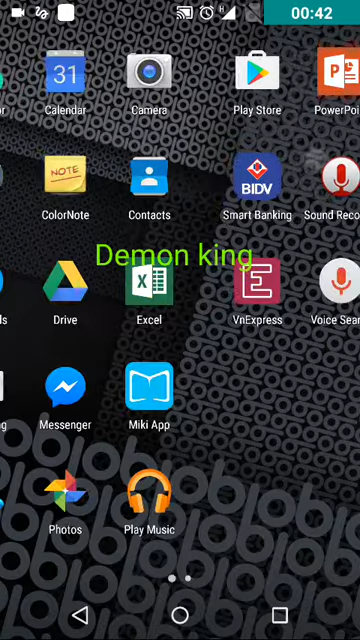 H
00:42
31
Calendar
Camera
Play Store
PowerPoi
NOTE
BIDV
ColorNote
Contacts
Smart Banking
Sound Reco
Demon king
Drive
Excel
VnExpress
Voice Sear
Messenger
Miki App
Photos
Play Music